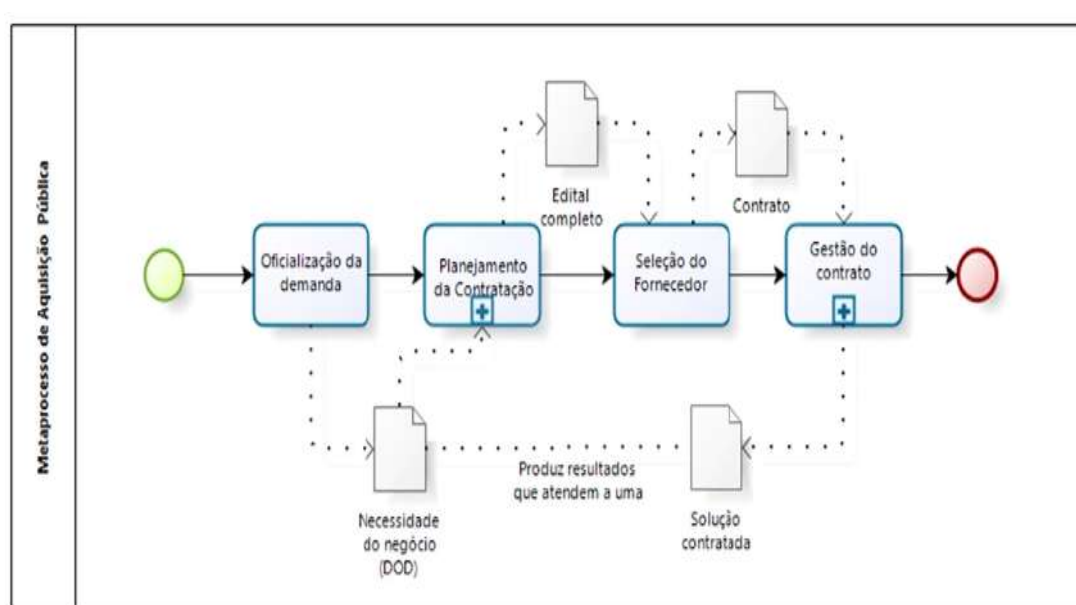 Metaprocesso de Aquisição Pública
Edital
completo
Contrato
Oficialização da
demanda
Planejamento
da Contratação
Seleção do
Fornecedor
Gestão do
contrato
Produz resultados
que atendem a uma
Necessidade
do negócio
(DOD)
Solução
contratada